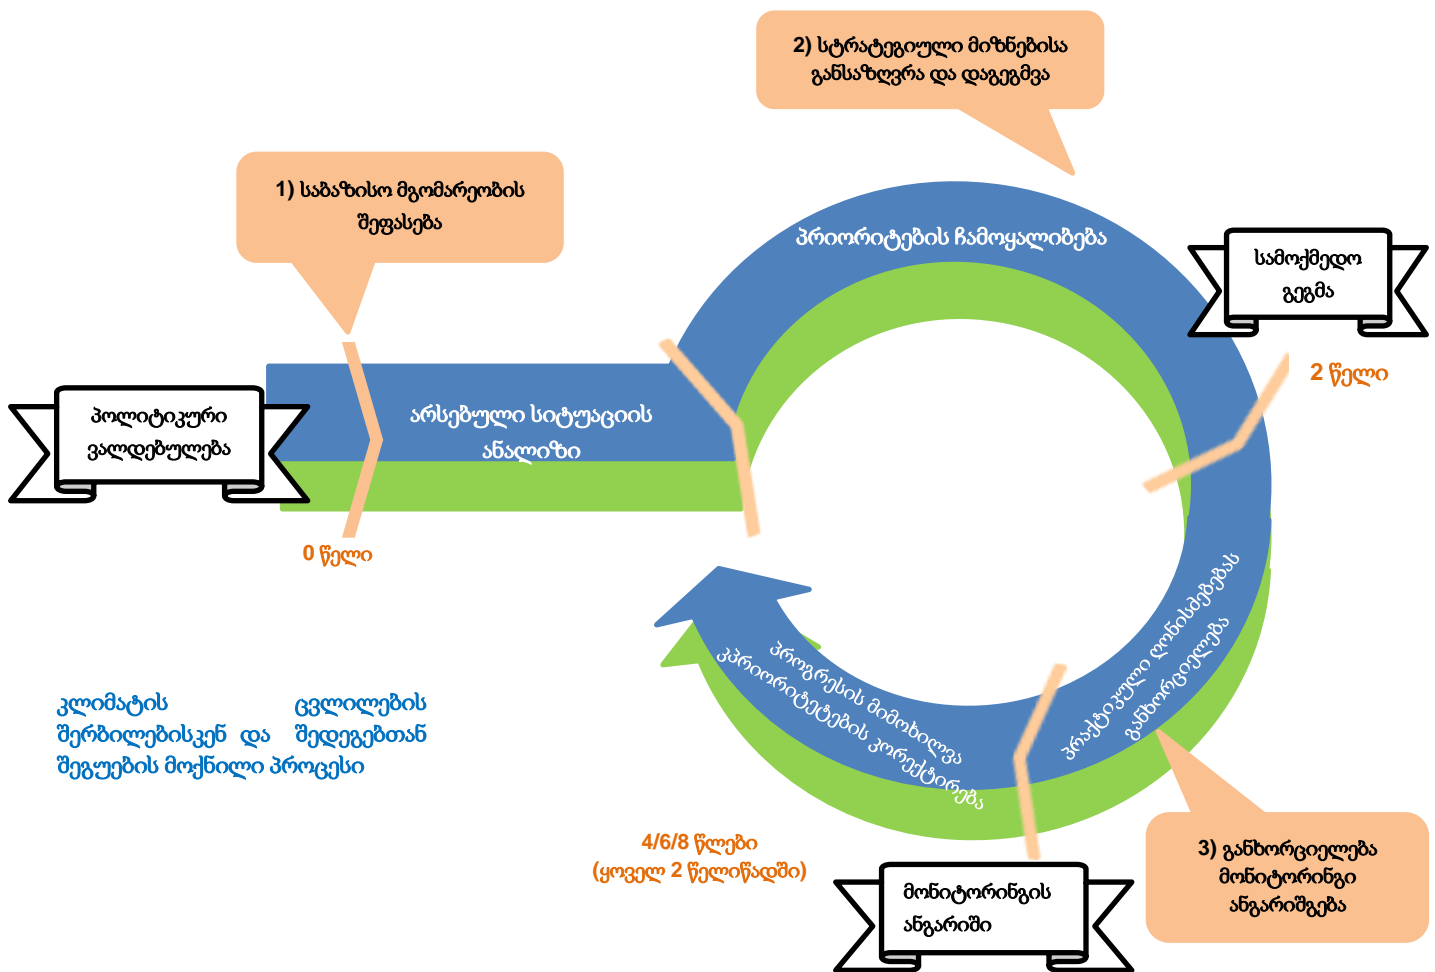 2) სტრატეგიული მიზნებისა
განსაზღვრა და დაგეგმვა
1) საბაზისო მგომარეობის
შეფასება
პრიორიტების ჩამოყალიბება
სამოქმედო
გეგმა
2 წელი
პოლიტიკური
ვალდებულება
არსებული სიტუაციის
ანალიზი
0 წელი
პრაქტიკული ღონისძებებას
განხორციელება
პროგრესის მიმოხილვა
კპრიორიტეტების კორექტირება
კლიმატის ცვლილების
შერბილებისკენ და შედეგებთან
შეგუების მოქნილი პროცესი
4/6/8 წლები
(ყოველ 2 წელიწადში)
მონიტორინგის
ანგარიში
3) განხორციელება
მონიტორინგი
ანგარიშგება